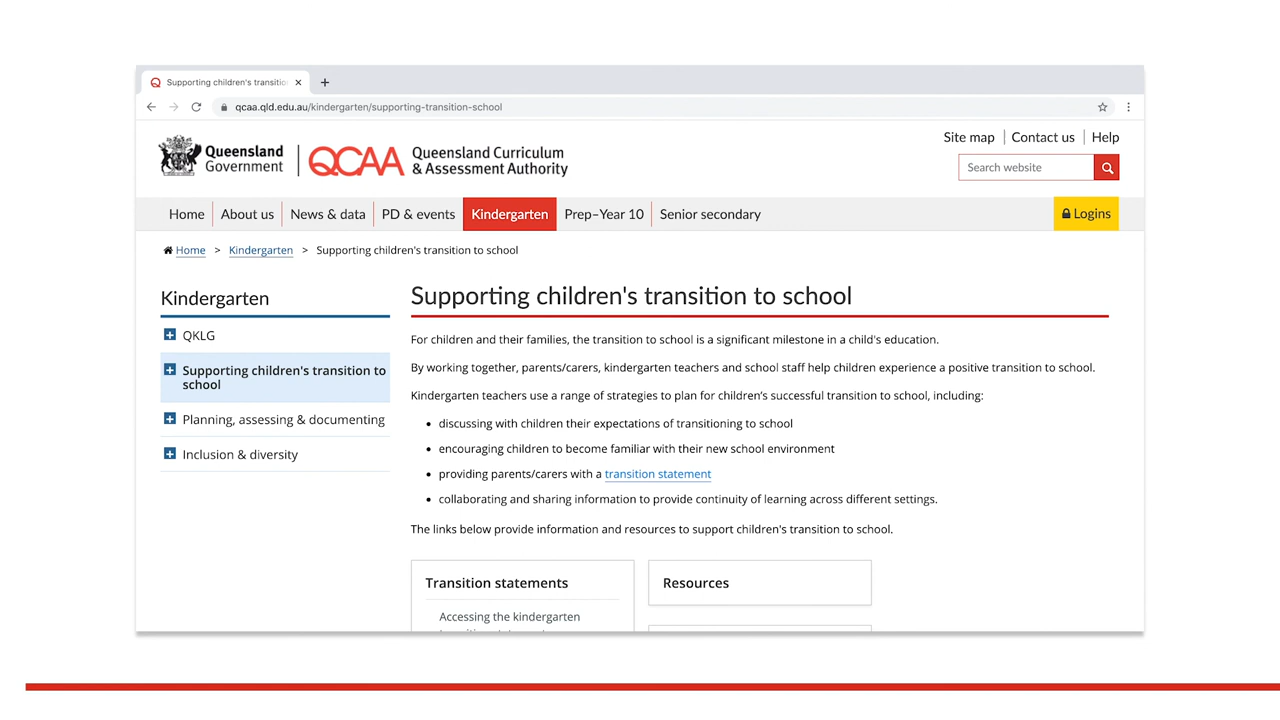 Supporting children's transitio
qcaa.qld.edu.au/kindergarten/supporting-transition-school
Queensland
Government
QCAA
Queensland Curriculum
& Assessment Authority
Site map
Contact us
Help
Search website
Home
About us
News & data
PD & events
Kindergarten
Prep–Year 10
Senior secondary
Logins
Home > Kindergarten > Supporting children's transition to school
Kindergarten
QKLG
Supporting children's transition to
school
Planning, assessing & documenting
Inclusion & diversity
Supporting children's transition to school
For children and their families, the transition to school is a significant milestone in a child's education.
By working together, parents/carers, kindergarten teachers and school staff help children experience a positive transition to school.
Kindergarten teachers use a range of strategies to plan for children’s successful transition to school, including:
• discussing with children their expectations of transitioning to school
• encouraging children to become familiar with their new school environment
• providing parents/carers with a transition statement
• collaborating and sharing information to provide continuity of learning across different settings.
The links below provide information and resources to support children's transition to school.
Transition statements
Accessing the kindergarten
Resources